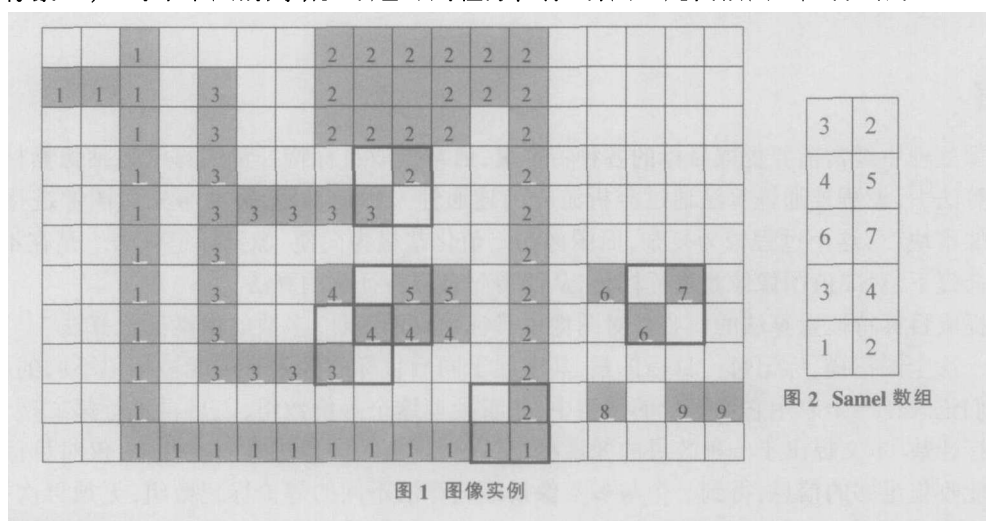 1 2 2 2 2 2 2
1 1 1 3 2 2 2 2
1 3 2 2 2 2 2
1 3 2 2
1 3 3 3 3 3 2
1 3 2
1 3 4 5 5 2 6 7
1 3 4 4 4 2 6
1 3 3 3 3 2
1 2 8 9 9
1 1 1 1 1 1 1 1 1 1 1
图 1 图像实例
3 2
4 5
6 7
3 4
1 2
图 2 Samel 数组